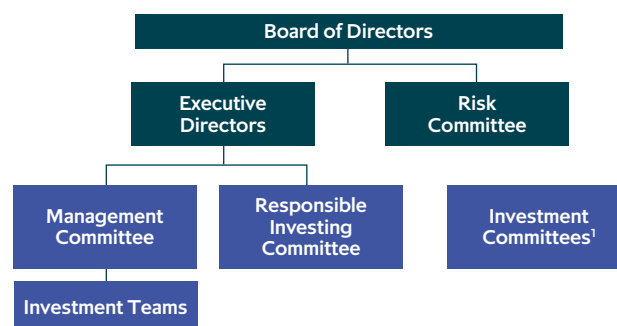 Board of Directors
Executive
Directors
Risk
Committee
Management
Committee
Responsible
Investing
Committee
Investment
Committees¹
Investment Teams